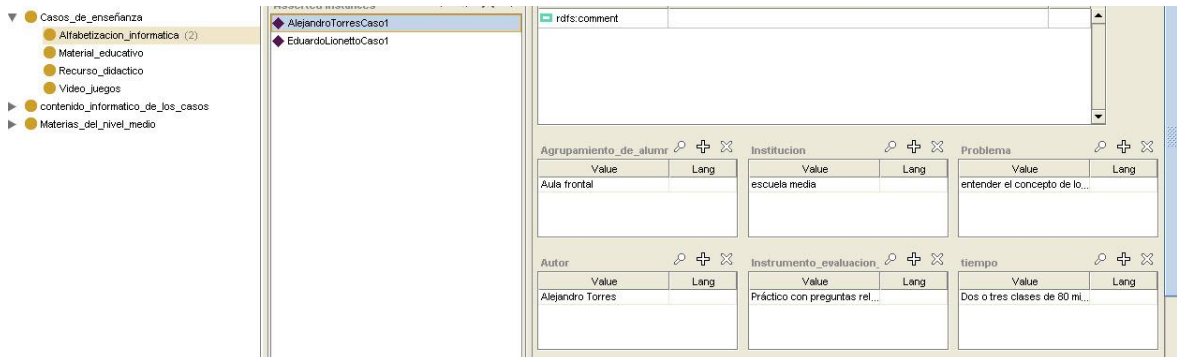 Casos_de_enseñanza
Alfabetizacion_informatica (2)
Material_educativo
Recurso_didactico
Video_juegos
contenido_informatico_de_los_casos
Materias_del_nivel_medio
Asserted Instances
AlejandroTorresCaso1
EduardoLionettoCaso1
rdfs:comment
Agrupamiento_de_alumr
Value Lang
Aula frontal
Institucion
Value Lang
escuela media
Problema
Value Lang
entender el concepto de lo...
Autor
Value Lang
Alejandro Torres
Instrumento_evaluacion_
Value Lang
Práctico con preguntas rel...
tiempo
Value Lang
Dos o tres clases de 80 mi...